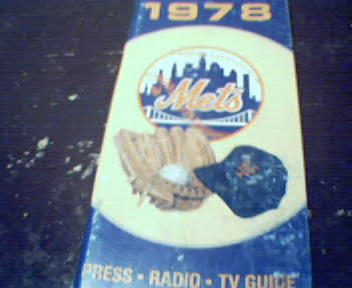 1978
Mets
PRESS • RADIO • TV GUIDE